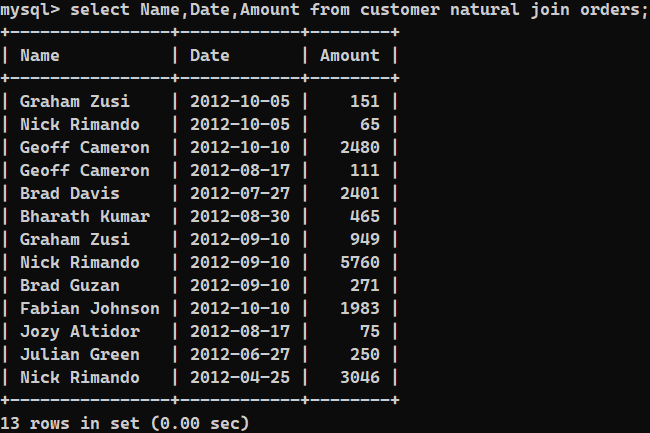 mysql> select Name,Date,Amount from customer natural join orders;
+----------------+------------+--------+
| Name           | Date       | Amount |
+----------------+------------+--------+
| Graham Zusi    | 2012-10-05 |    151 |
| Nick Rimando   | 2012-10-05 |     65 |
| Geoff Cameron  | 2012-10-10 |   2480 |
| Geoff Cameron  | 2012-08-17 |    111 |
| Brad Davis     | 2012-07-27 |   2401 |
| Bharath Kumar  | 2012-08-30 |    465 |
| Graham Zusi    | 2012-09-10 |    949 |
| Nick Rimando   | 2012-09-10 |   5760 |
| Brad Guzan     | 2012-09-10 |    271 |
| Fabian Johnson | 2012-10-10 |   1983 |
| Jozy Altidor   | 2012-08-17 |     75 |
| Julian Green   | 2012-06-27 |    250 |
| Nick Rimando   | 2012-04-25 |   3046 |
+----------------+------------+--------+
13 rows in set (0.00 sec)